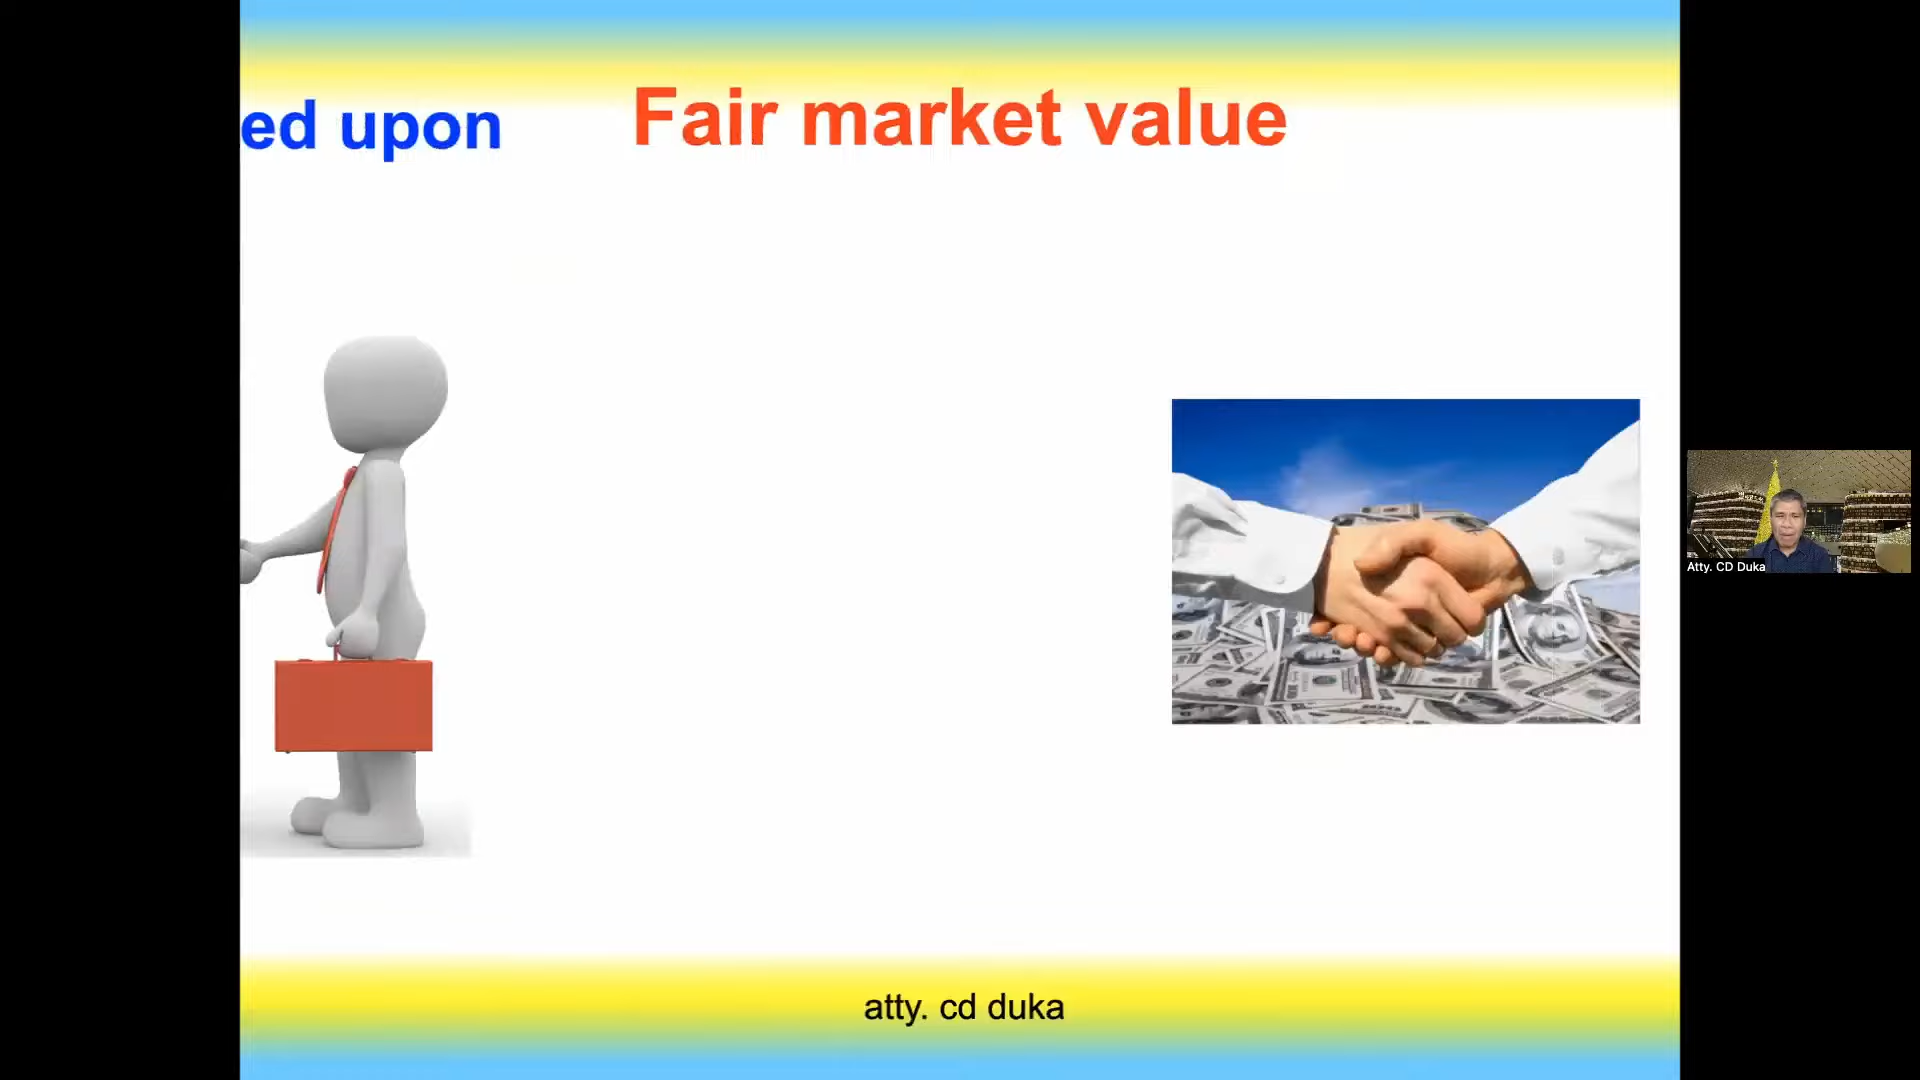 ed upon
Fair market value
Atty. CD Duka
atty. cd duka